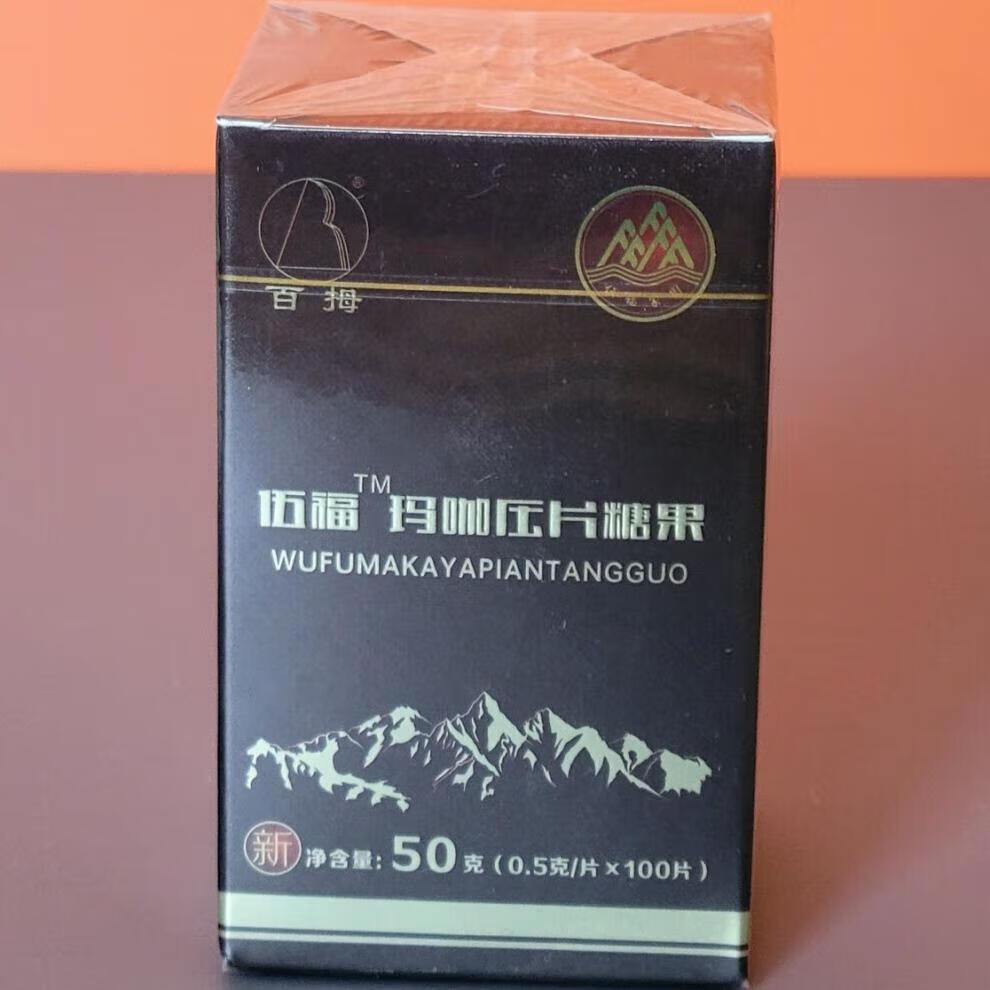 百拇
伍福™玛咖压片糖果
WUFUMAKAYAPIANTANGGUO
新 净含量: 50克（0.5克/片×100片）